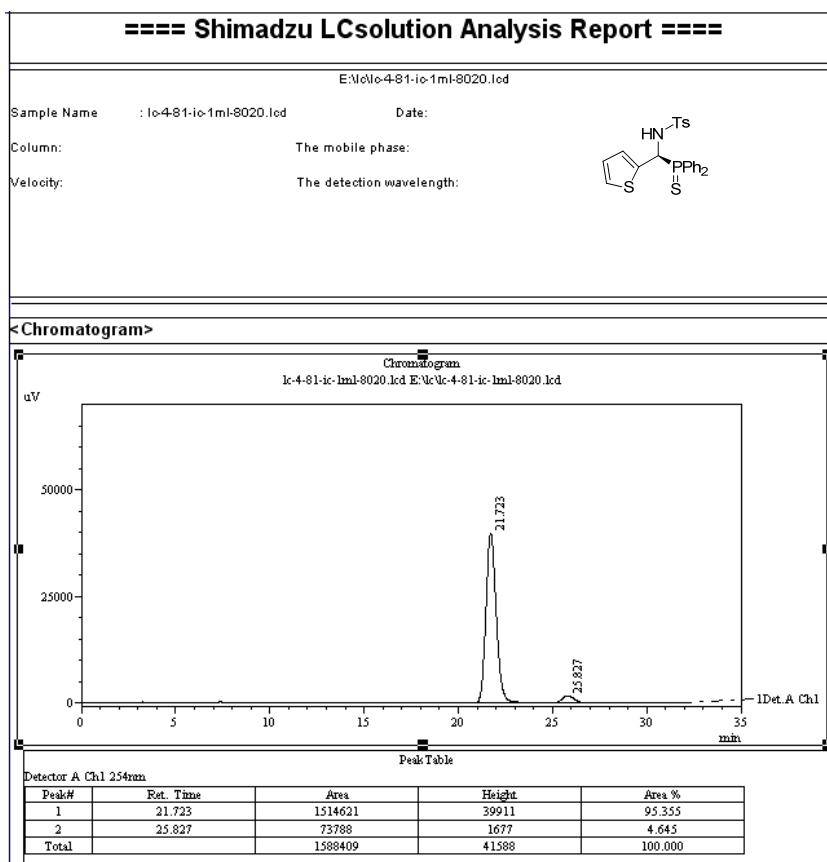 ==== Shimadzu LCsolution Analysis Report ====
E:\lc\lc-4-81-ic-1ml-8020.lcd
Sample Name : lc-4-81-ic-1ml-8020.lcd Date:
Column: The mobile phase:
Velocity: The detection wavelength:
HN Ts
PPh2
S
S
<Chromatogram>
Chromatogram
lc-4-81-ic-1ml-8020.lcd E:\lc\lc-4-81-ic-1ml-8020.lcd
uV
50000
25000
0
21.723
25.827
1Det.A Ch1
0 5 10 15 20 25 30 35
min
PeakTable
Detector A Ch1 254nm
Peak# Ret. Time Area Height Area %
1 21.723 1514621 39911 95.355
2 25.827 73788 1677 4.645
Total 1588409 41588 100.000